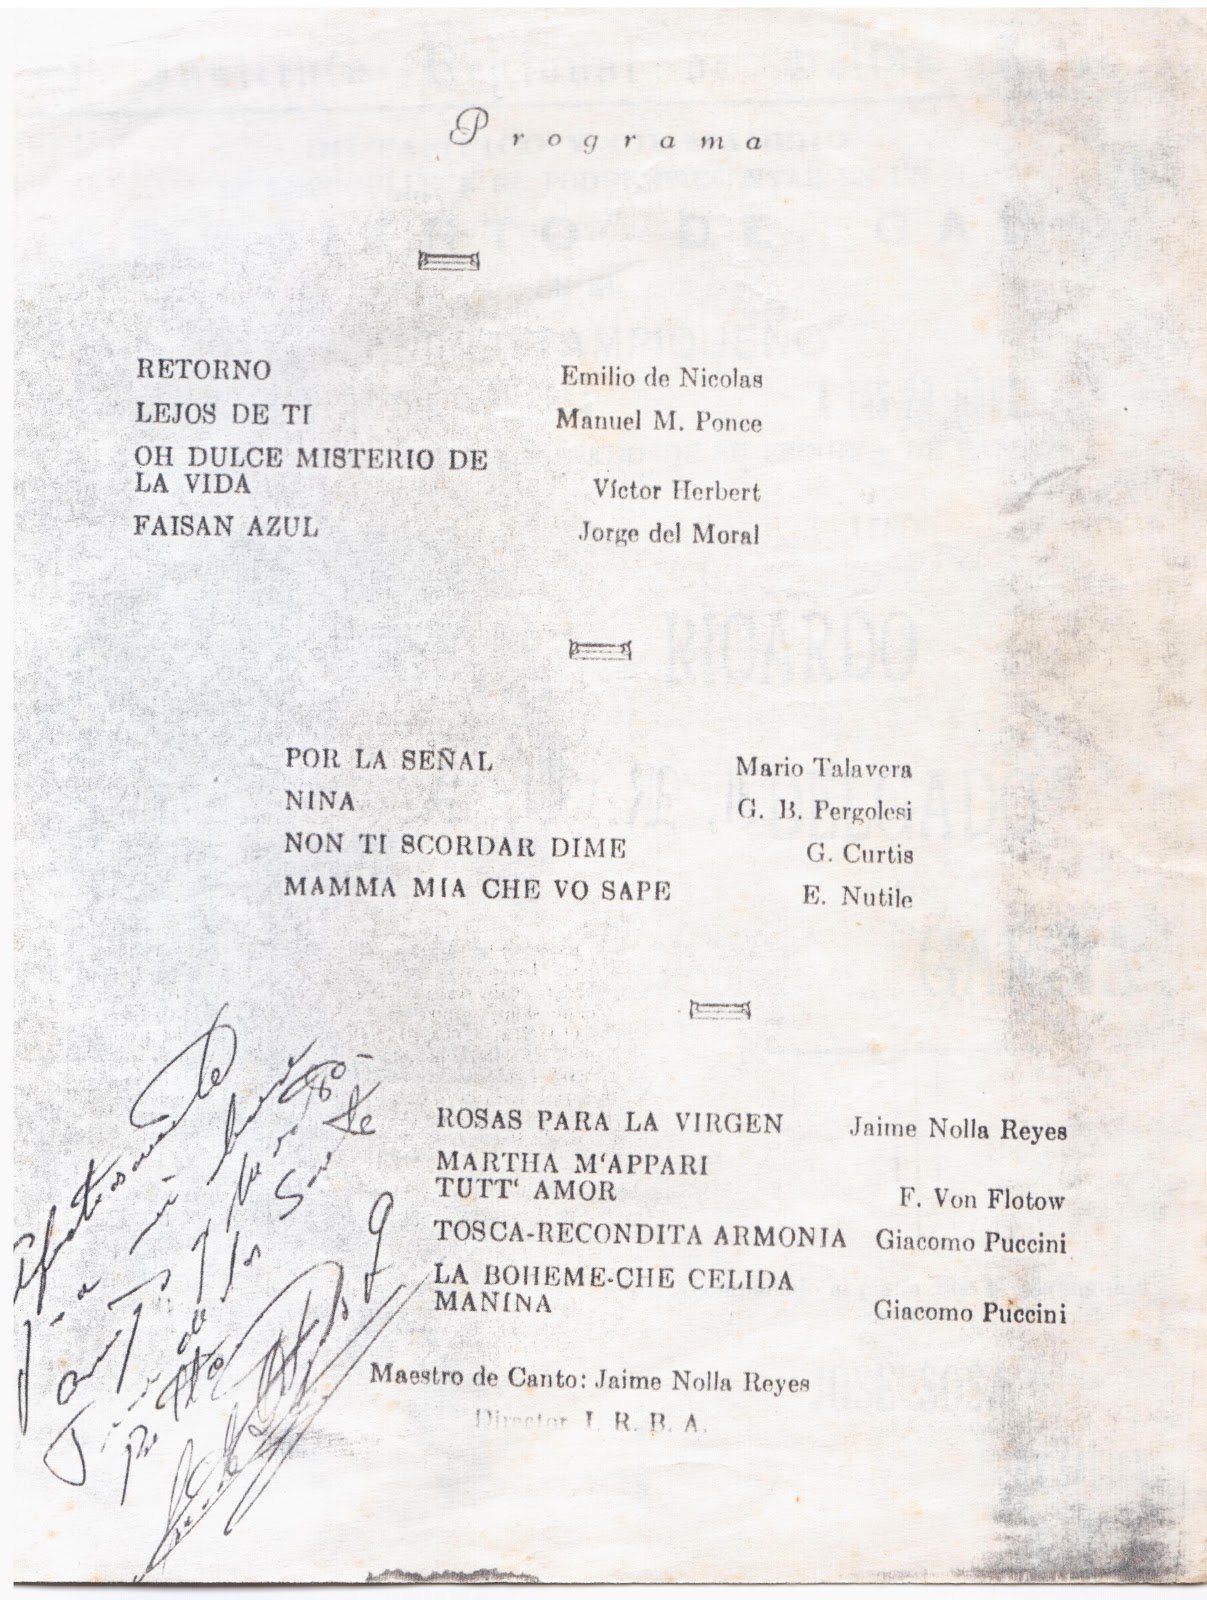 Programa
RETORNO Emilio de Nicolas
LEJOS DE TI Manuel M. Ponce
OH DULCE MISTERIO DE
LA VIDA Víctor Herbert
FAISAN AZUL Jorge del Moral
POR LA SEÑAL Mario Talavera
NINA G. B. Pergolesi
NON TI SCORDAR DIME G. Curtis
MAMMA MIA CHE VO SAPE E. Nutile
ROSAS PARA LA VIRGEN Jaime Nolla Reyes
MARTHA M'APPARI
TUTT' AMOR F. Von Flotow
TOSCA-RECONDITA ARMONIA Giacomo Puccini
LA BOHEME-CHE CELIDA
MANINA Giacomo Puccini
Maestro de Canto: Jaime Nolla Reyes
Director I. R. B. A.